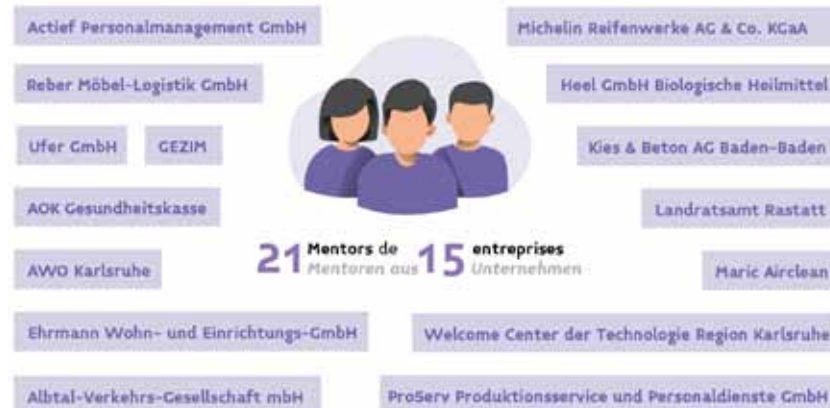 Actief Personalmanagement GmbH
Michelin Reifenwerke AG & Co. KGaA
Reber Möbel-Logistik GmbH
Heel GmbH Biologische Heilmittel
Ufer GmbH
GEZIM
Kies & Beton AG Baden-Baden
AOK Gesundheitskasse
Landratsamt Rastatt
21 Mentors de 15 entreprises
Mentoren aus Unternehmen
AWO Karlsruhe
Maric Airclean
Ehrmann Wohn- und Einrichtungs-GmbH
Welcome Center der Technologie Region Karlsruhe
Albtal-Verkehrs-Gesellschaft mbH
ProServ Produktionsservice und Personaldienste GmbH